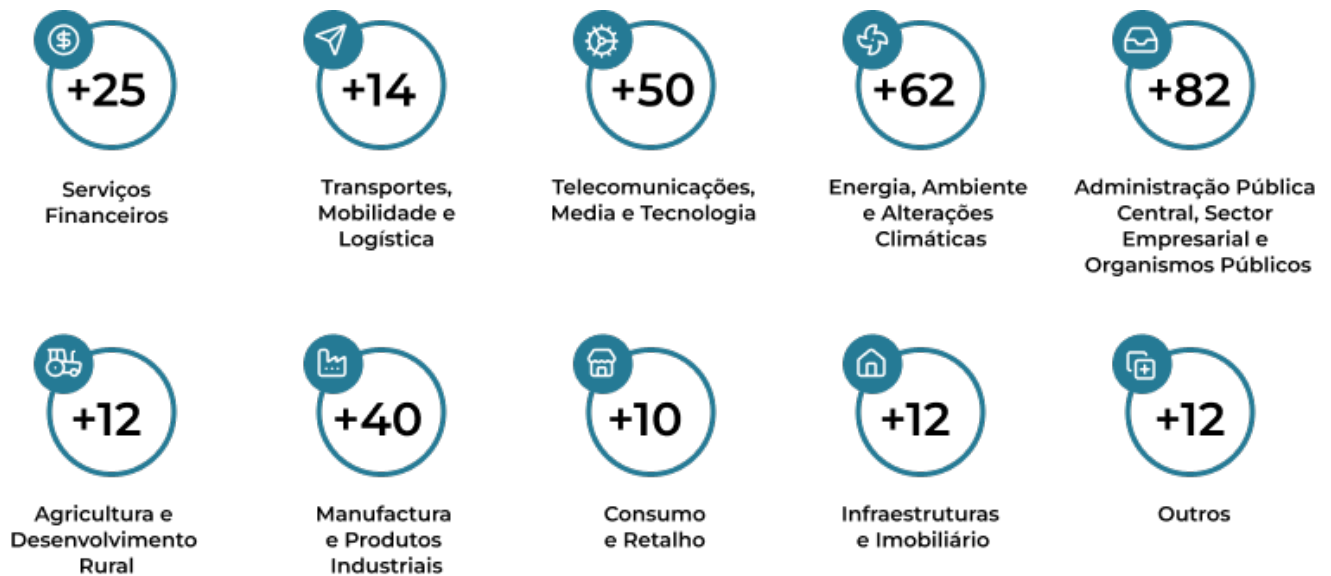 +25
+14
+50
+62
+82
Serviços
Financeiros
Transportes,
Mobilidade e
Logística
Telecomunicações,
Media e Tecnologia
Energia, Ambiente
e Alterações
Climáticas
Administração Pública
Central, Sector
Empresarial e
Organismos Públicos
+12
+40
+10
+12
+12
Agricultura e
Desenvolvimento
Rural
Manufactura
e Produtos
Industriais
Consumo
e Retalho
Infraestruturas
e Imobiliário
Outros